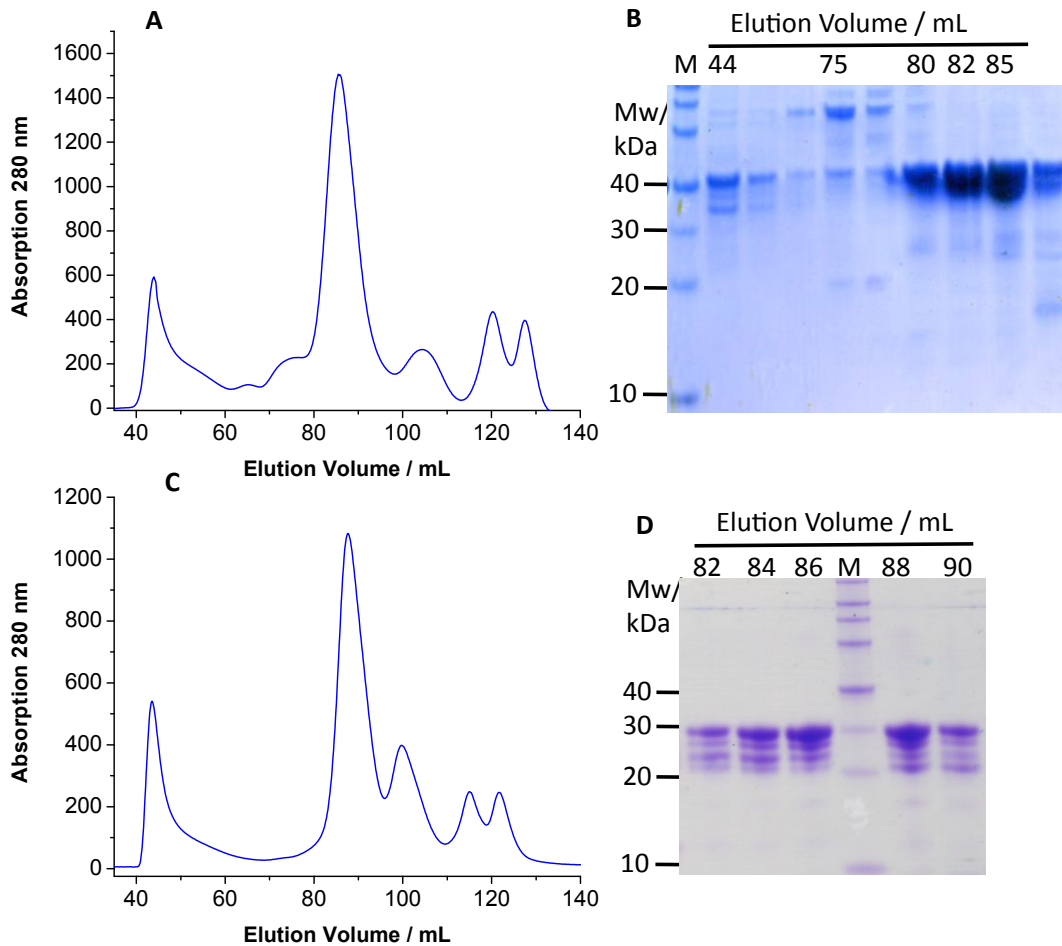 A
1600
1400
1200
1000
800
600
400
200
0
Absorption 280 nm
40 60 80 100 120 140
Elution Volume / mL
B
Elution Volume / mL
M 44 75 80 82 85
Mw/
kDa
40
30
20
10
C
1200
1000
800
600
400
200
0
Absorption 280 nm
40 60 80 100 120 140
Elution Volume / mL
D
Elution Volume / mL
82 84 86 M 88 90
Mw/
kDa
40
30
20
10